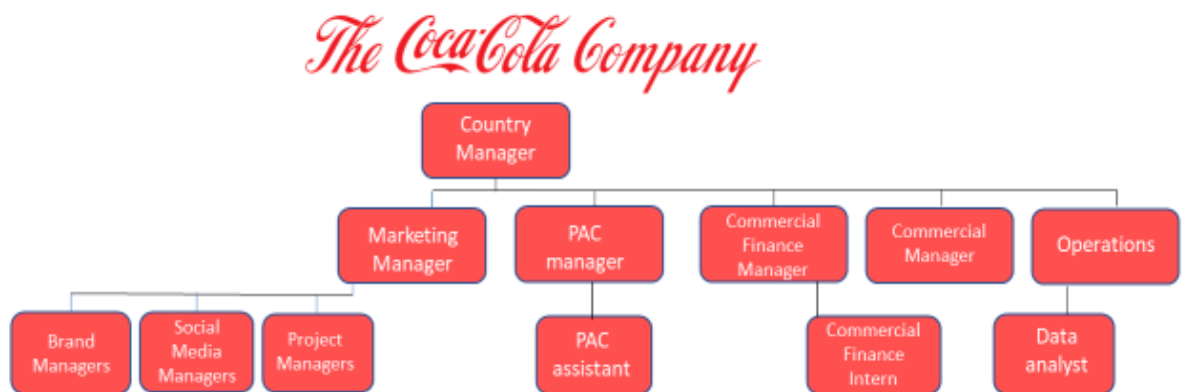 The Coca-Cola Company
Country
Manager
Marketing
Manager
PAC
manager
Commercial
Finance
Manager
Commercial
Manager
Operations
Brand
Managers
Social
Media
Managers
Project
Managers
PAC
assistant
Commercial
Finance
Intern
Data
analyst